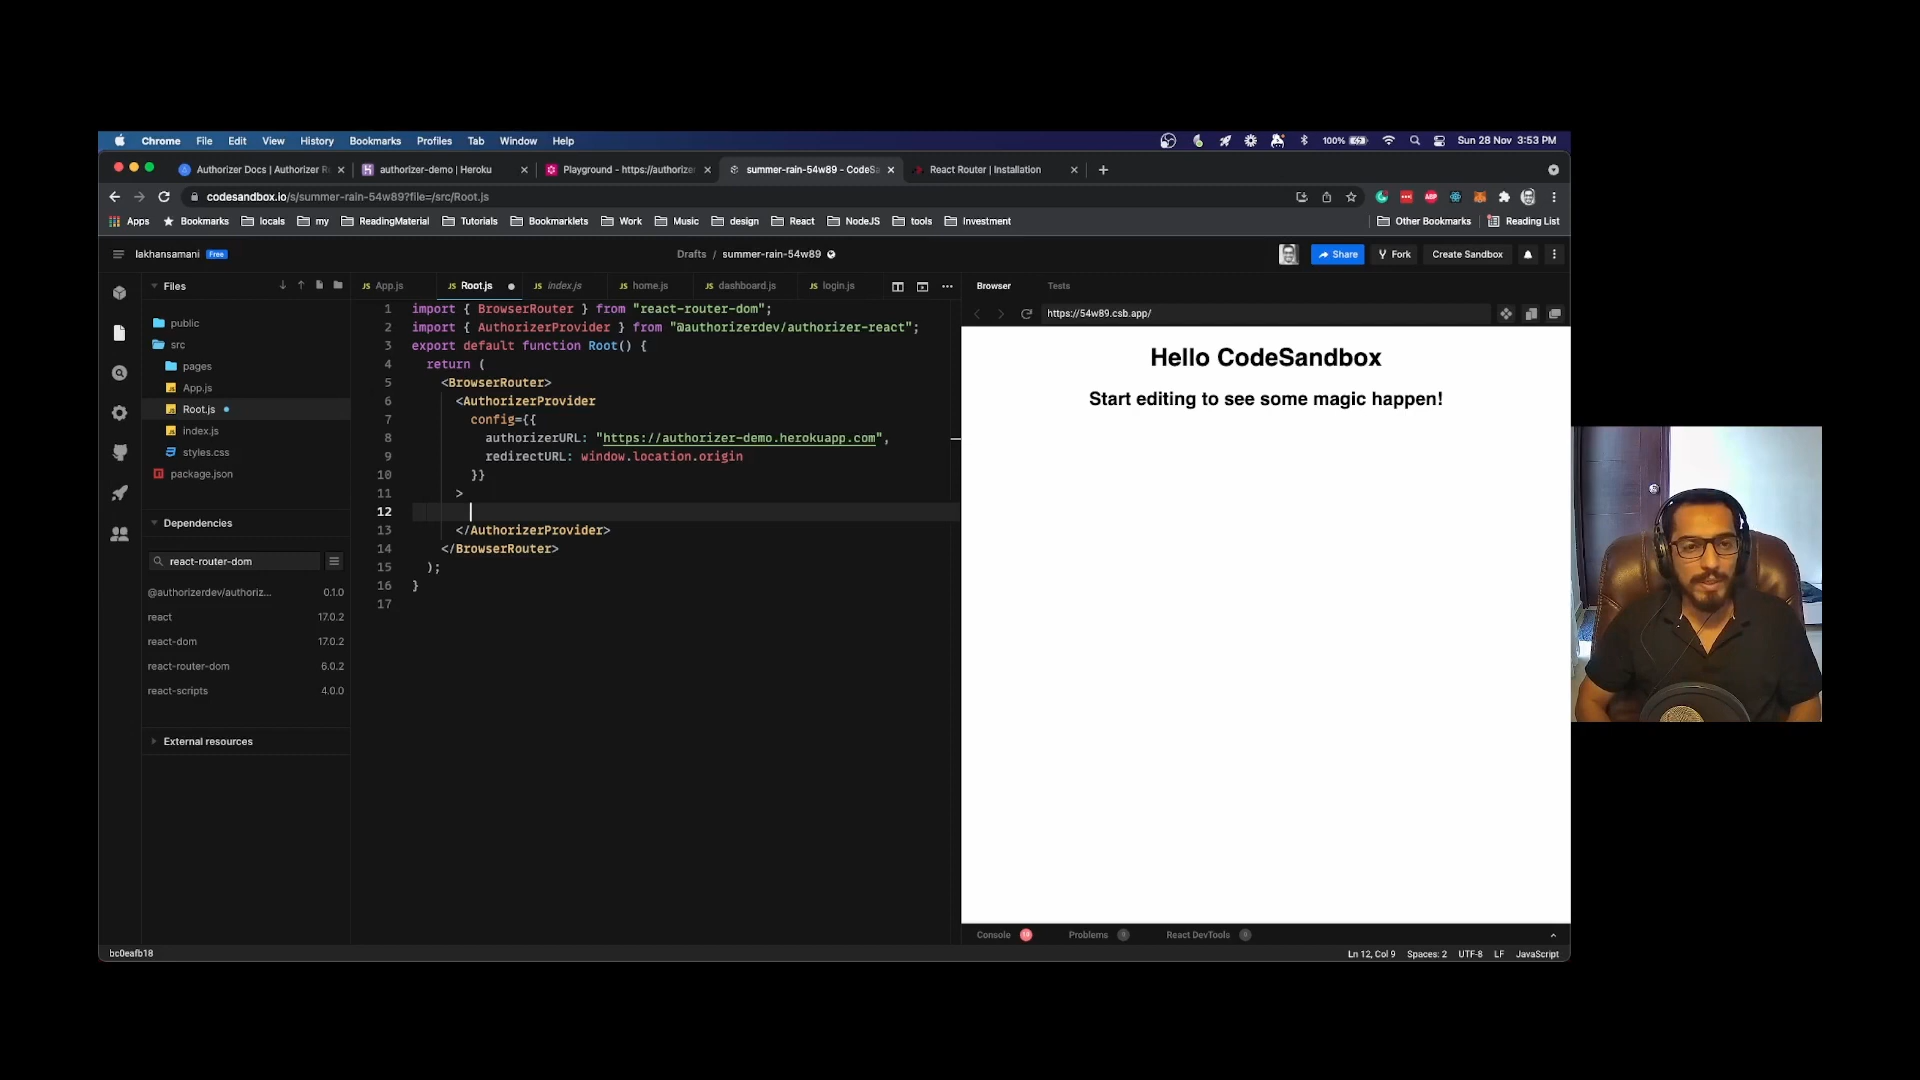 Chrome File Edit View History Bookmarks Profiles Tab Window Help 100% Sun 28 Nov 3:53 PM
Authorizer Docs | Authorizer R authorizer-demo | Heroku Playground - https://authorizer summer-rain-54w89 - CodeSa React Router | Installation
codesandbox.io/s/summer-rain-54w89?file=/src/Root.js
Apps Bookmarks locals my ReadingMaterial Tutorials Bookmarklets Work Music design React NodeJS tools Investment Other Bookmarks Reading List
lakhansamani Free Drafts / summer-rain-54w89 Share Fork Create Sandbox
Files
public
src
pages
App.js
Root.js
index.js
styles.css
package.json
Dependencies
react-router-dom
@authorizerdev/authoriz... 0.1.0
react 17.0.2
react-dom 17.0.2
react-router-dom 6.0.2
react-scripts 4.0.0
External resources
App.js Root.js index.js home.js dashboard.js login.js
1 import { BrowserRouter } from "react-router-dom";
2 import { AuthorizerProvider } from "@authorizerdev/authorizer-react";
3 export default function Root() {
4 return (
5 <BrowserRouter>
6 <AuthorizerProvider
7 config={{
8 authorizerURL: "https://authorizer-demo.herokuapp.com",
9 redirectURL: window.location.origin
10 }}
11 >
12
13 </AuthorizerProvider>
14 </BrowserRouter>
15 );
16 }
17
Browser Tests
https://54w89.csb.app/
Hello CodeSandbox
Start editing to see some magic happen!
Console Problems 0 React DevTools 0
bc0eafb18 Ln 12, Col 9 Spaces: 2 UTF-8 LF JavaScript